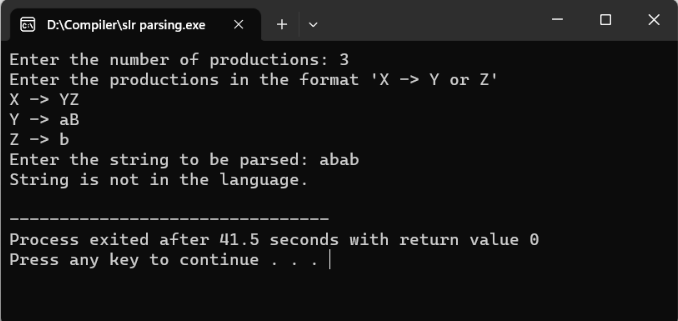 D:\Compiler\slr parsing.exe
Enter the number of productions: 3
Enter the productions in the format 'X -> Y or Z'
X -> YZ
Y -> aB
Z -> b
Enter the string to be parsed: abab
String is not in the language.
--------------------------------
Process exited after 41.5 seconds with return value 0
Press any key to continue . . .